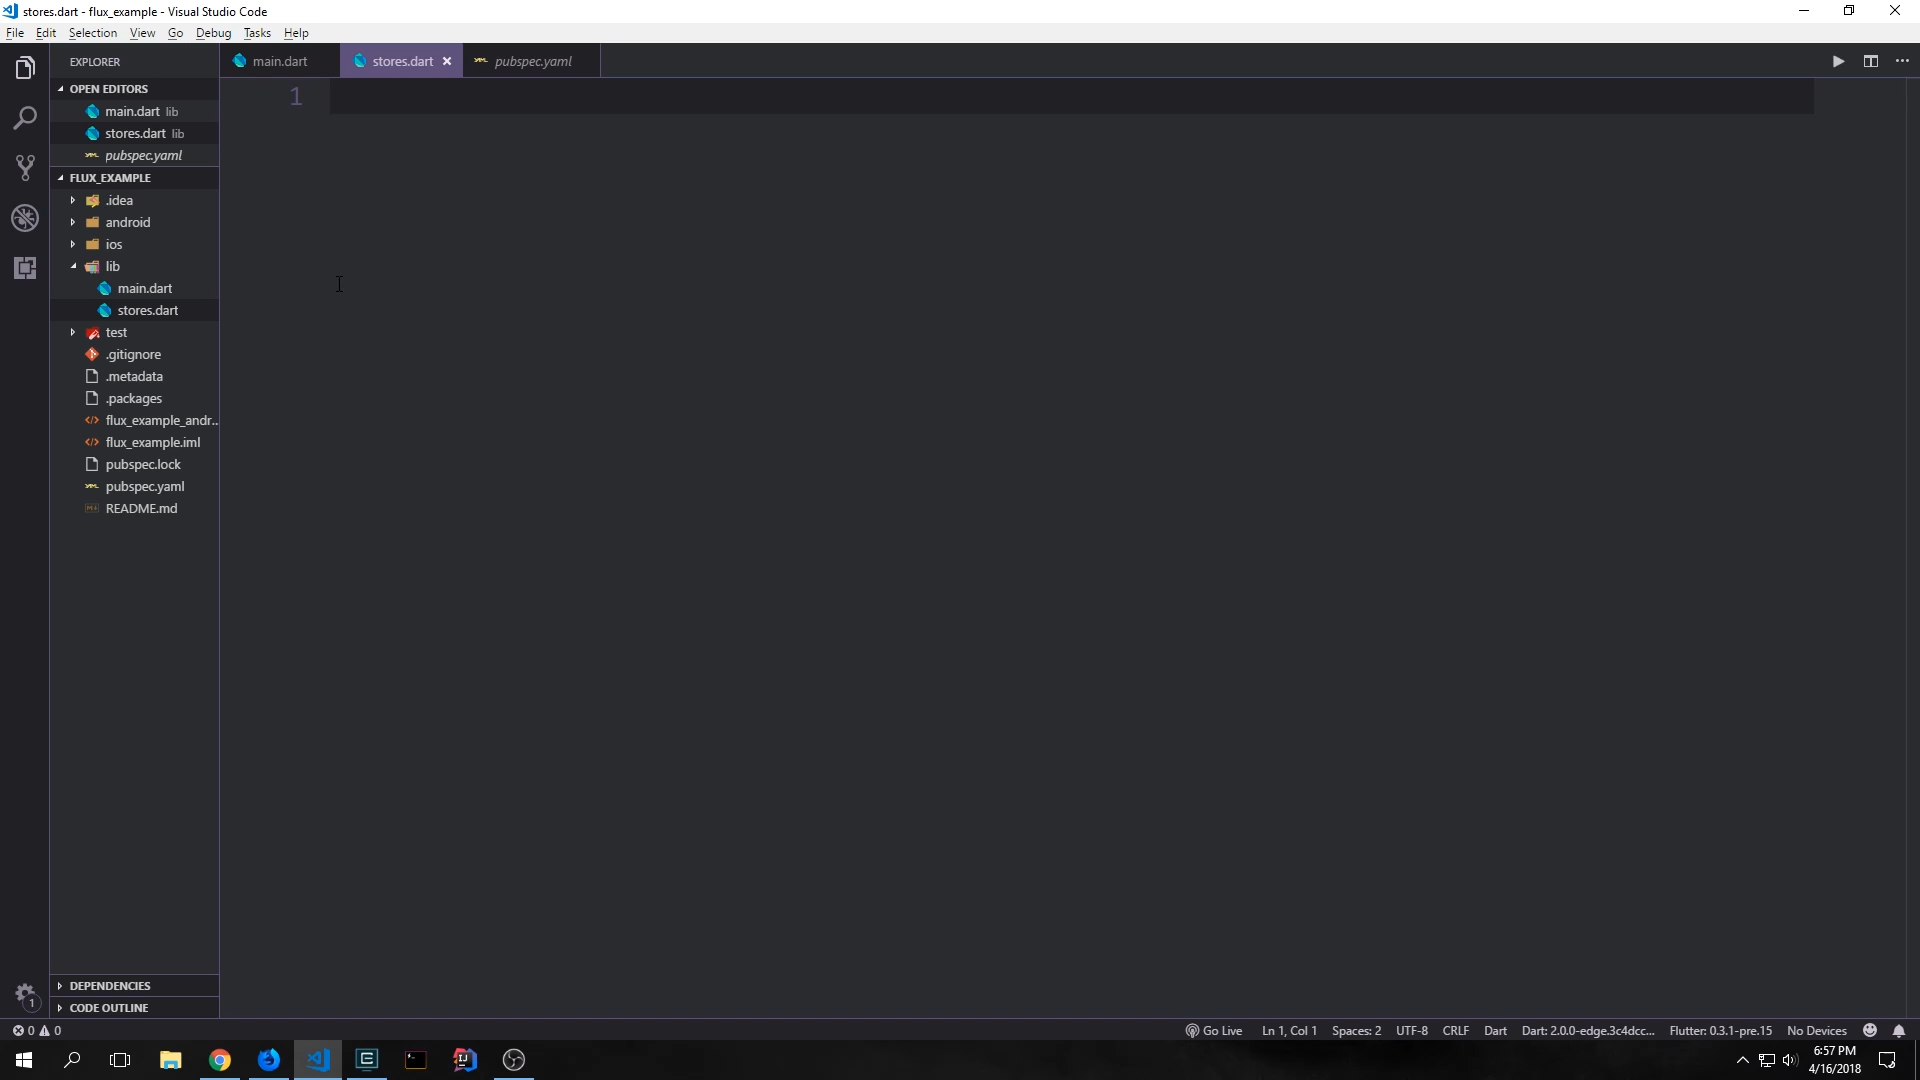 stores.dart - flux_example - Visual Studio Code
File Edit Selection View Go Debug Tasks Help
EXPLORER
OPEN EDITORS
main.dart lib
stores.dart lib
pubspec.yaml
FLUX_EXAMPLE
.idea
android
ios
lib
main.dart
stores.dart
test
.gitignore
.metadata
.packages
flux_example_andr...
flux_example.iml
pubspec.lock
pubspec.yaml
README.md
DEPENDENCIES
CODE OUTLINE
main.dart stores.dart pubspec.yaml
1
1
0 0 Go Live Ln 1, Col 1 Spaces: 2 UTF-8 CRLF Dart Dart: 2.0.0-edge.3c4dcc... Flutter: 0.3.1-pre.15 No Devices
6:57 PM
4/16/2018